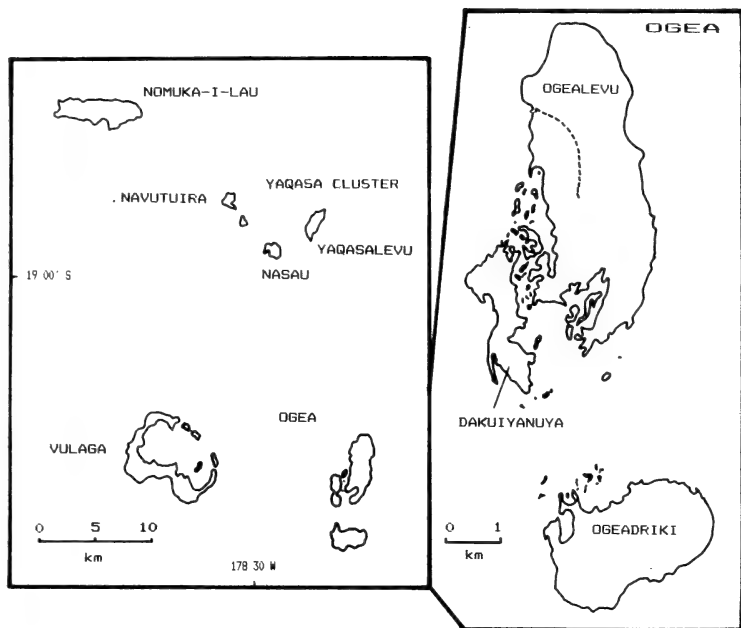 NOMUKA-I-LAU
YAQASA CLUSTER
NAVUTUIRA
YAQASALEVU
NASAU
19 00' S
OGEA
VULAGA
0 5 10
km
178 30 W
OGEA
OGEALEVU
DAKUIYANUYA
0 1
km
OGEADRIKI